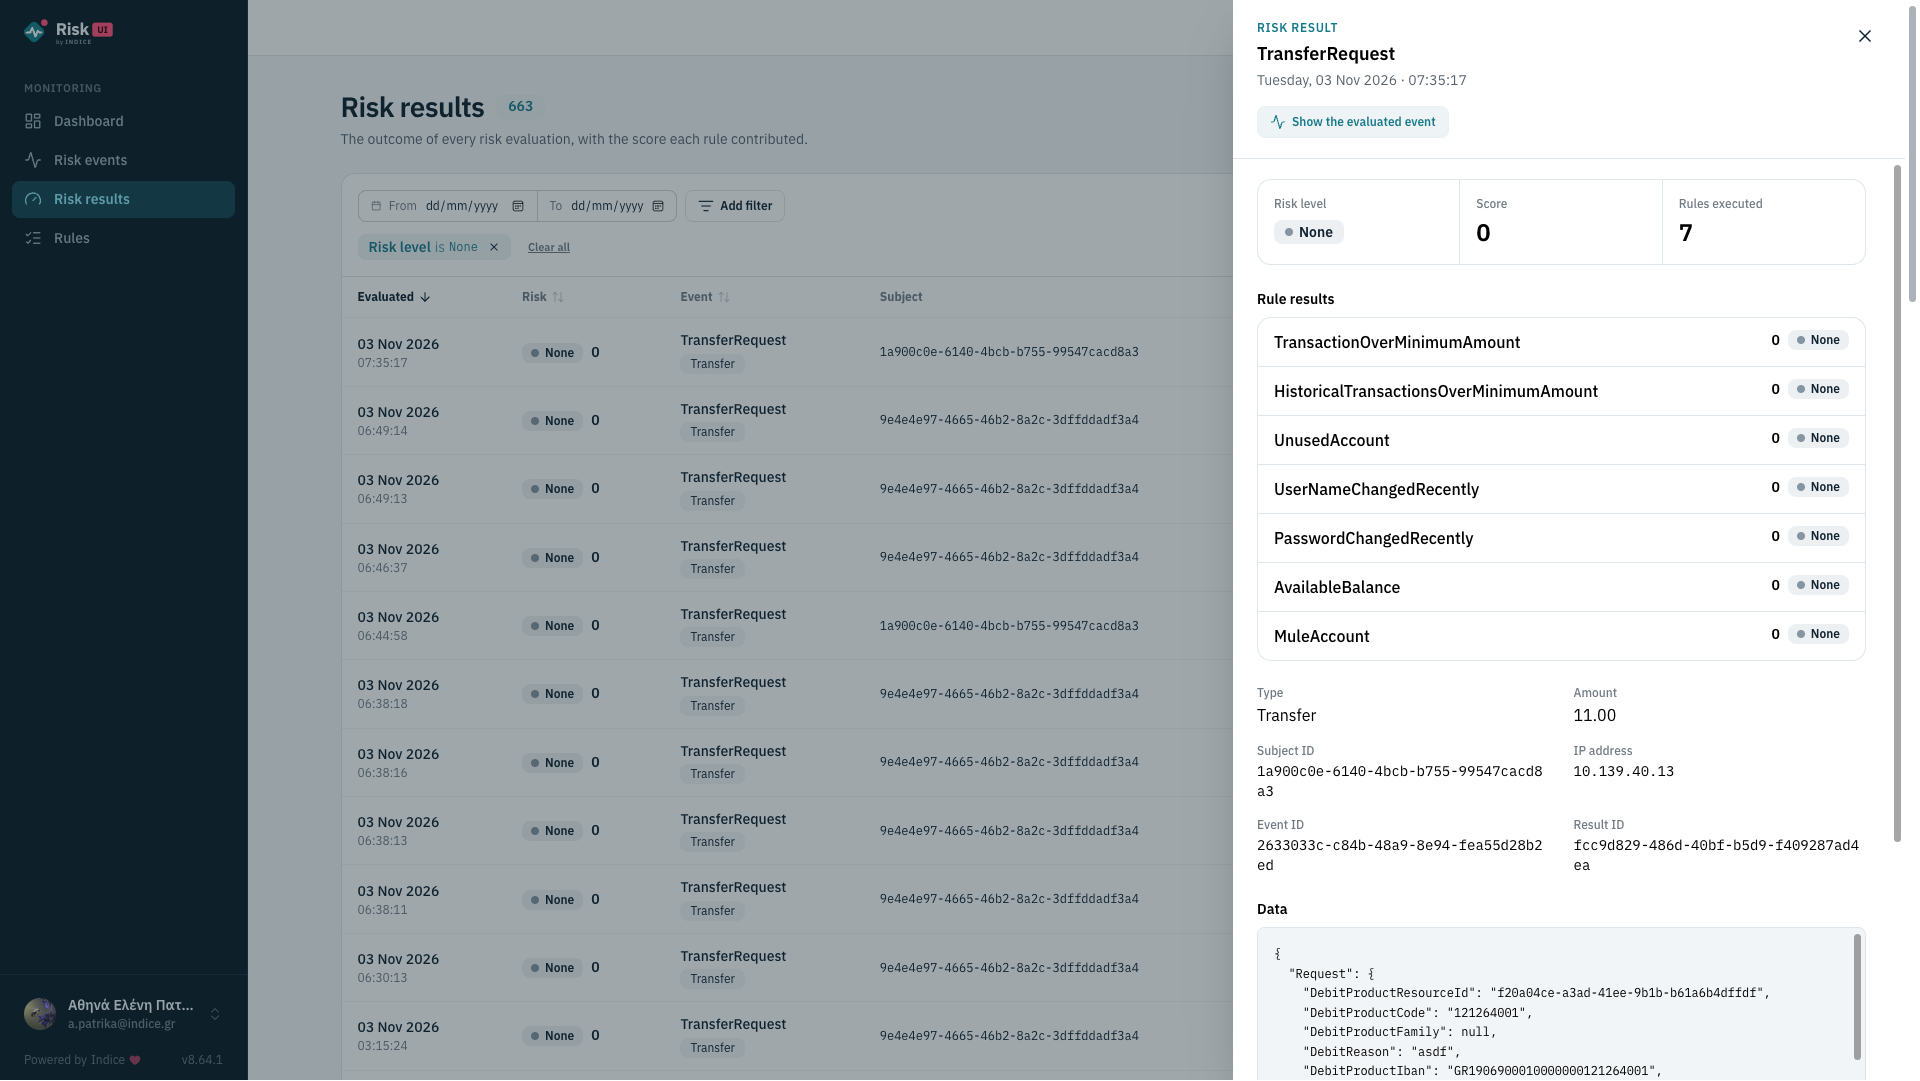 Risk UI
by INDICE
MONITORING
Dashboard
Risk events
Risk results
Rules
Αθηνά Ελένη Πατ...
a.patrika@indice.gr
Powered by Indice
v8.64.1
Risk results 663
The outcome of every risk evaluation, with the score each rule contributed.
From dd/mm/yyyy To dd/mm/yyyy Add filter
Risk level is None Clear all
Evaluated Risk Event Subject
03 Nov 2026
07:35:17
None 0
TransferRequest
Transfer
1a900c0e-6140-4bcb-b755-99547cacd8a3
03 Nov 2026
06:49:14
None 0
TransferRequest
Transfer
9e4e4e97-4665-46b2-8a2c-3dffddadf3a4
03 Nov 2026
06:49:13
None 0
TransferRequest
Transfer
9e4e4e97-4665-46b2-8a2c-3dffddadf3a4
03 Nov 2026
06:46:37
None 0
TransferRequest
Transfer
9e4e4e97-4665-46b2-8a2c-3dffddadf3a4
03 Nov 2026
06:44:58
None 0
TransferRequest
Transfer
1a900c0e-6140-4bcb-b755-99547cacd8a3
03 Nov 2026
06:38:18
None 0
TransferRequest
Transfer
9e4e4e97-4665-46b2-8a2c-3dffddadf3a4
03 Nov 2026
06:38:16
None 0
TransferRequest
Transfer
9e4e4e97-4665-46b2-8a2c-3dffddadf3a4
03 Nov 2026
06:38:13
None 0
TransferRequest
Transfer
9e4e4e97-4665-46b2-8a2c-3dffddadf3a4
03 Nov 2026
06:38:11
None 0
TransferRequest
Transfer
9e4e4e97-4665-46b2-8a2c-3dffddadf3a4
03 Nov 2026
06:30:13
None 0
TransferRequest
Transfer
9e4e4e97-4665-46b2-8a2c-3dffddadf3a4
03 Nov 2026
03:15:24
None 0
TransferRequest
Transfer
9e4e4e97-4665-46b2-8a2c-3dffddadf3a4
RISK RESULT
TransferRequest
Tuesday, 03 Nov 2026 · 07:35:17
Show the evaluated event
Risk level
None
Score
0
Rules executed
7
Rule results
TransactionOverMinimumAmount 0 None
HistoricalTransactionsOverMinimumAmount 0 None
UnusedAccount 0 None
UserNameChangedRecently 0 None
PasswordChangedRecently 0 None
AvailableBalance 0 None
MuleAccount 0 None
Type
Transfer
Amount
11.00
Subject ID
1a900c0e-6140-4bcb-b755-99547cacd8
a3
IP address
10.139.40.13
Event ID
2633033c-c84b-48a9-8e94-fea55d28b2
ed
Result ID
fcc9d829-486d-40bf-b5d9-f409287ad4
ea
Data
{
"Request": {
"DebitProductResourceId": "f20a04ce-a3ad-41ee-9b1b-b61a6b4dffdf",
"DebitProductCode": "121264001",
"DebitProductFamily": null,
"DebitReason": "asdf",
"DebitProductIban": "GR1906900010000000121264001",